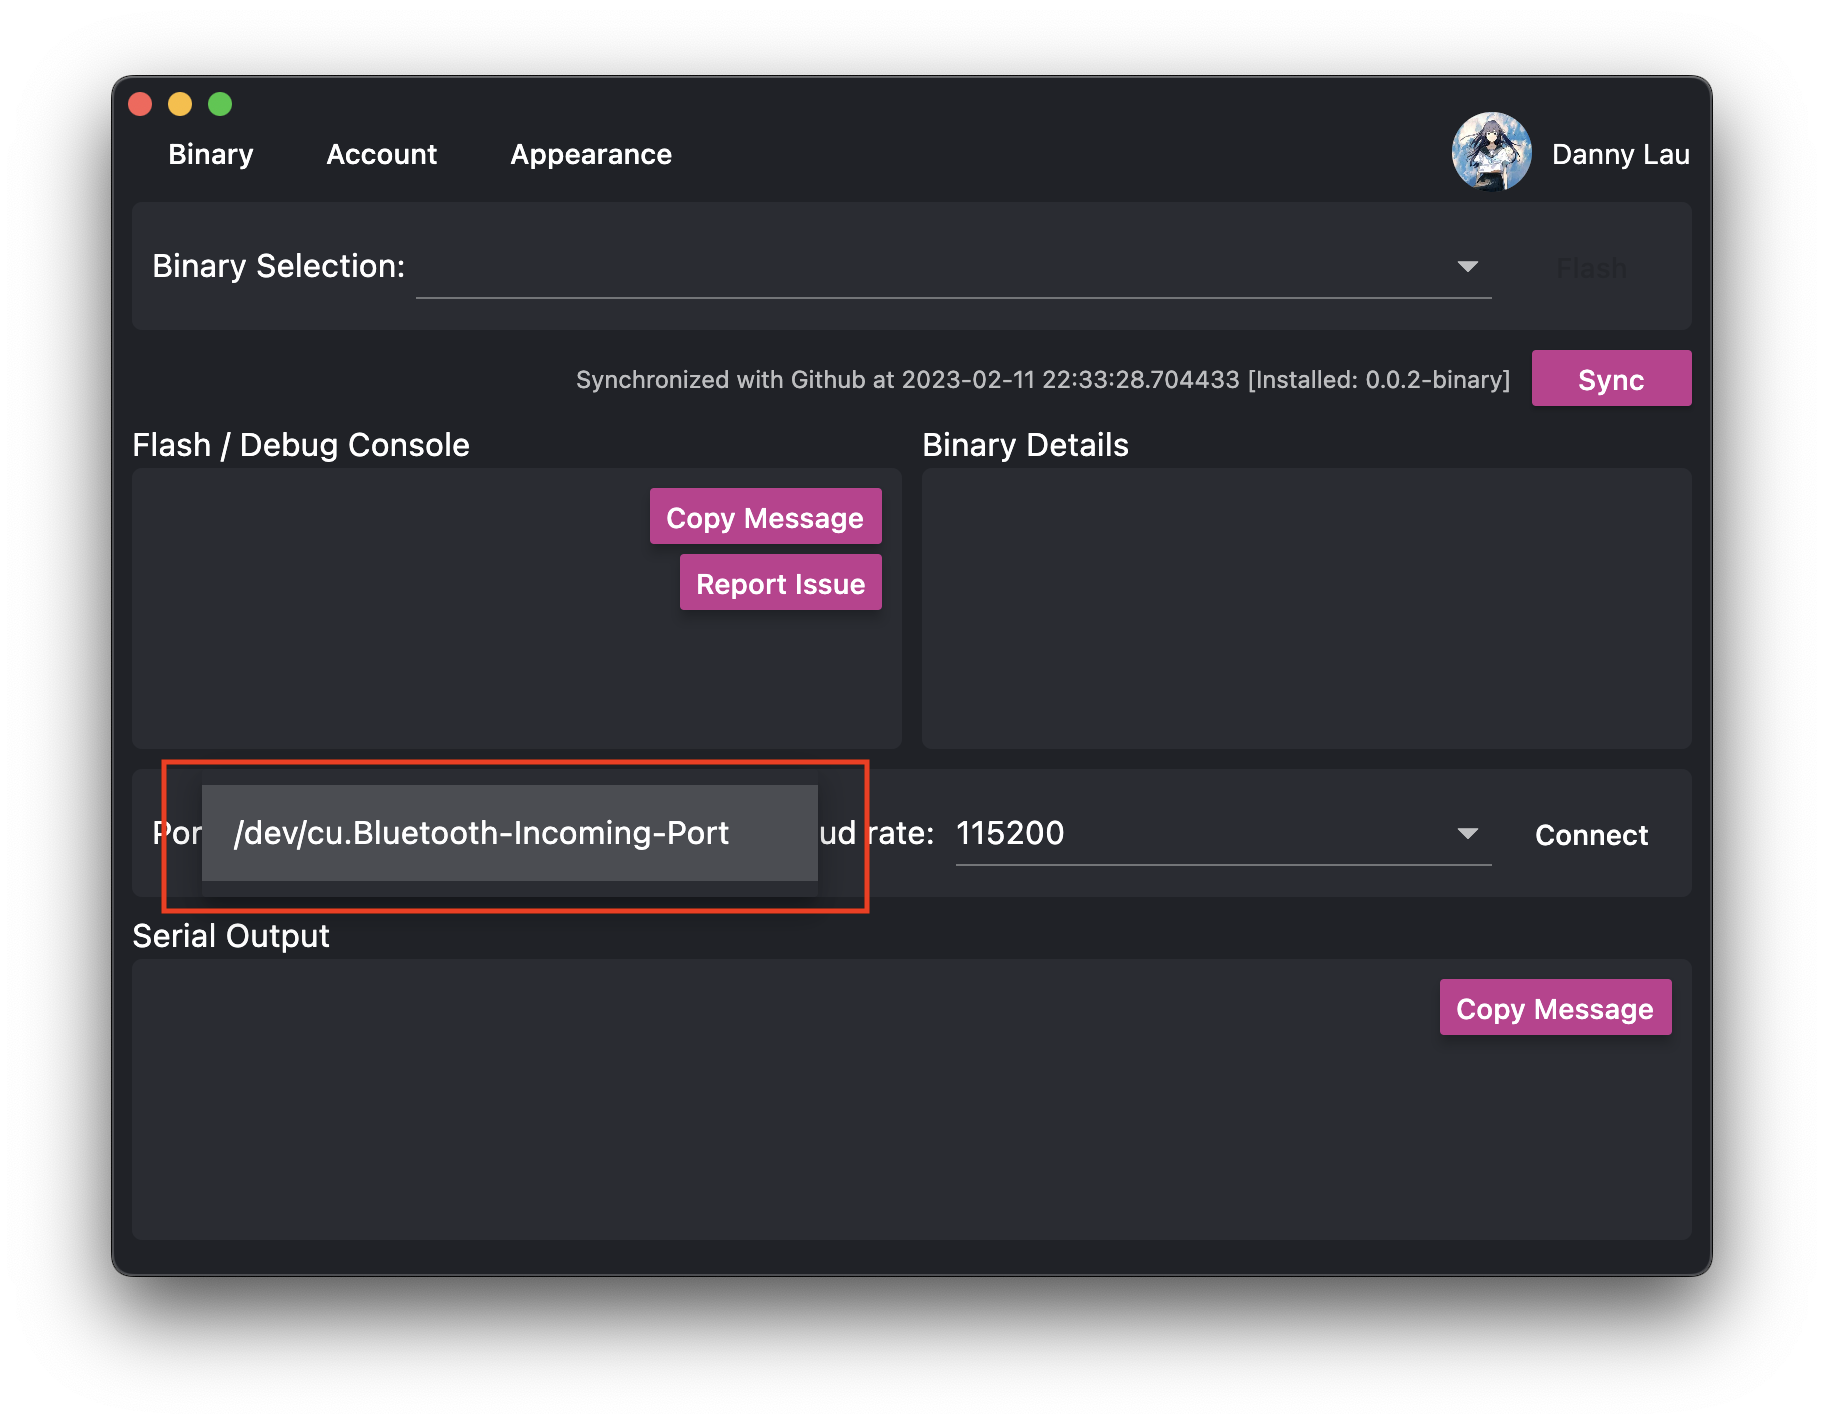 Binary Account Appearance Danny Lau
Binary Selection: Flash
Synchronized with Github at 2023-02-11 22:33:28.704433 [Installed: 0.0.2-binary] Sync
Flash / Debug Console
Copy Message
Report Issue
Binary Details
Por /dev/cu.Bluetooth-Incoming-Port ud rate: 115200 Connect
Serial Output
Copy Message